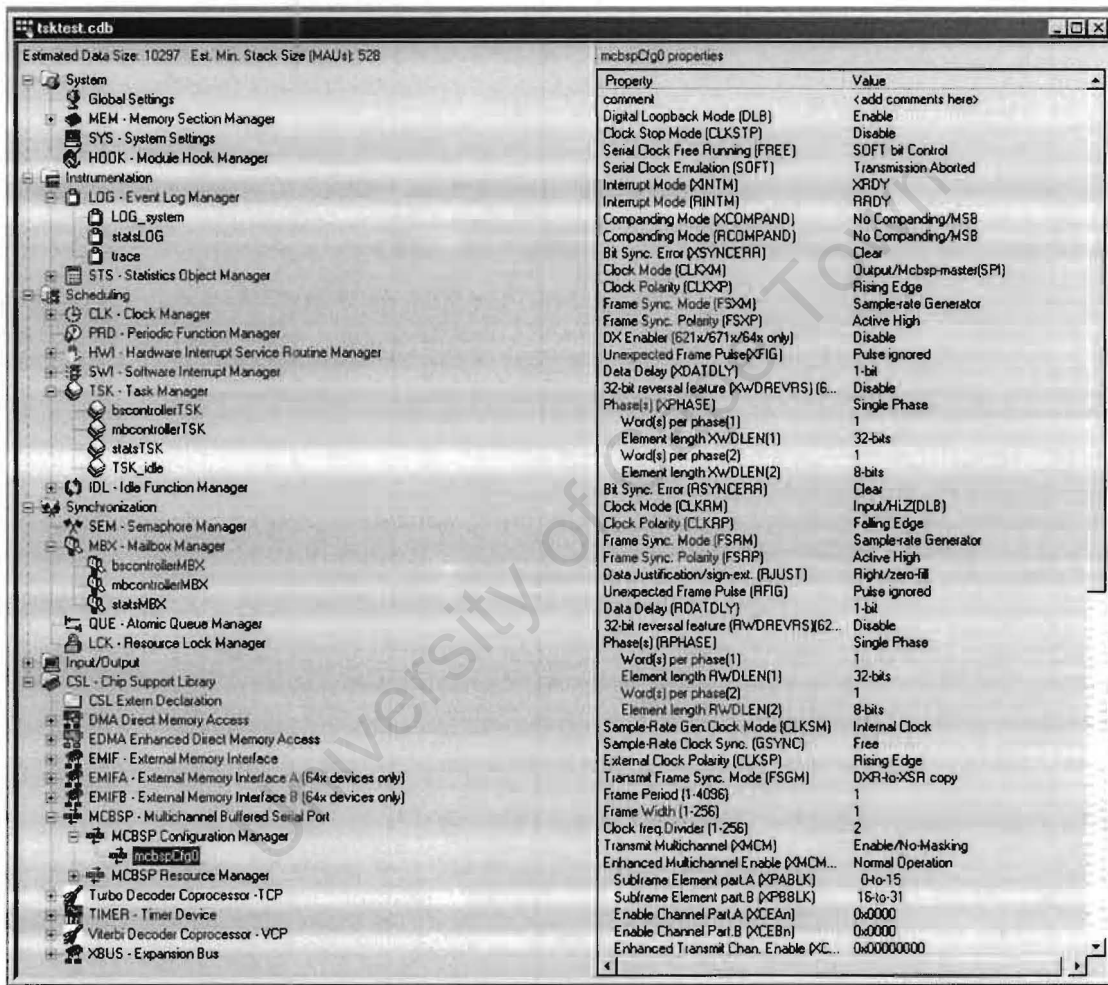 tsktest.cdb
Estimated Data Size: 10297 Est. Min. Stack Size (MAUs): 528
System
Global Settings
MEM - Memory Section Manager
SYS - System Settings
HOOK - Module Hook Manager
Instrumentation
LOG - Event Log Manager
LOG_system
statsLOG
trace
STS - Statistics Object Manager
Scheduling
CLK - Clock Manager
PRD - Periodic Function Manager
HWI - Hardware Interrupt Service Routine Manager
SWI - Software Interrupt Manager
TSK - Task Manager
bscontrollerTSK
mbcontrollerTSK
statsTSK
TSK_idle
IDL - Idle Function Manager
Synchronization
SEM - Semaphore Manager
MBX - Mailbox Manager
bscontrollerMBX
mbcontrollerMBX
statsMBX
QUE - Atomic Queue Manager
LCK - Resource Lock Manager
Input/Output
CSL - Chip Support Library
CSL Extern Declaration
DMA Direct Memory Access
EDMA Enhanced Direct Memory Access
EMIF - External Memory Interface
EMIFA - External Memory Interface A (64x devices only)
EMIFB - External Memory Interface B (64x devices only)
MCBSP - Multichannel Buffered Serial Port
MCBSP Configuration Manager
mcbspCfg0
MCBSP Resource Manager
Turbo Decoder Coprocessor -TCP
TIMER - Timer Device
Viterbi Decoder Coprocessor - VCP
XBUS - Expansion Bus
mcbspCfg0 properties
Property Value
comment <add comments here>
Digital Loopback Mode (DLB) Enable
Clock Stop Mode (CLKSTP) Disable
Serial Clock Free Running (FREE) SOFT bit Control
Serial Clock Emulation (SOFT) Transmission Aborted
Interrupt Mode (XINTM) XRDY
Interrupt Mode (RINTM) RRDY
Companding Mode (XCOMPAND) No Companding/MSB
Companding Mode (RCOMPAND) No Companding/MSB
Bit Sync. Error (XSYNCERR) Clear
Clock Mode (CLKXM) Output/Mcbsp-master(SPI)
Clock Polarity (CLKXP) Rising Edge
Frame Sync. Mode (FSXM) Sample-rate Generator
Frame Sync. Polarity (FSXP) Active High
DX Enabler (621x/671x/64x only) Disable
Unexpected Frame Pulse(XFIG) Pulse ignored
Data Delay (XDATDLY) 1-bit
32-bit reversal feature (XWDREVRS) (6... Disable
Phase(s) (XPHASE) Single Phase
Word(s) per phase(1) 1
Element length XWDLEN(1) 32-bits
Word(s) per phase(2) 1
Element length XWDLEN(2) 8-bits
Bit Sync. Error (RSYNCERR) Clear
Clock Mode (CLKRM) Input/HiZ(DLB)
Clock Polarity (CLKRP) Falling Edge
Frame Sync. Mode (FSRM) Sample-rate Generator
Frame Sync. Polarity (FSRP) Active High
Data Justification/sign-ext. (RJUST) Right/zero-fill
Unexpected Frame Pulse (RFIG) Pulse ignored
Data Delay (RDATDLY) 1-bit
32-bit reversal feature (RWDREVRS)(62... Disable
Phase(s) (RPHASE) Single Phase
Word(s) per phase(1) 1
Element length RWDLEN(1) 32-bits
Word(s) per phase(2) 1
Element length RWDLEN(2) 8-bits
Sample-Rate Gen.Clock Mode (CLKSM) Internal Clock
Sample-Rate Clock Sync. (GSYNC) Free
External Clock Polarity (CLKSP) Rising Edge
Transmit Frame Sync. Mode (FSGM) DXR-to-XSR copy
Frame Period (1-4096) 1
Frame Width (1-256) 1
Clock freq.Divider (1-256) 2
Transmit Multichannel (XMCM) Enable/No-Masking
Enhanced Multichannel Enable (XMCM... Normal Operation
Subframe Element part.A (XPABLK) 0-to-15
Subframe Element part.B (XPBBLK) 16-to-31
Enable Channel Part.A (XCEAn) 0x0000
Enable Channel Part.B (XCEBn) 0x0000
Enhanced Transmit Chan. Enable (XC... 0x00000000
University of Cape Town